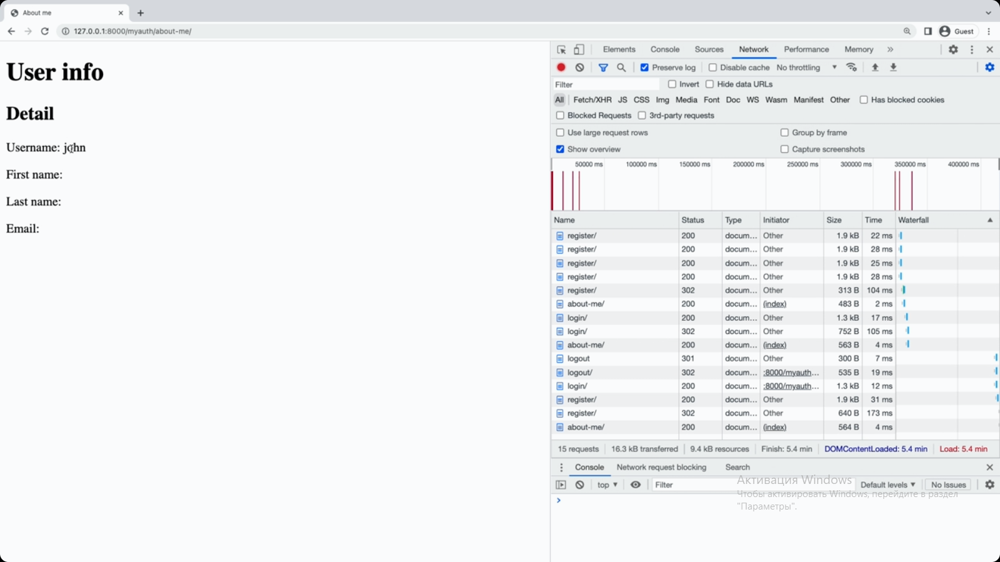 About me
127.0.0.1:8000/myauth/about-me/
Guest
User info
Detail
Username: john
First name:
Last name:
Email:
Elements Console Sources Network Performance Memory
Preserve log Disable cache No throttling
Filter Invert Hide data URLs
All Fetch/XHR JS CSS Img Media Font Doc WS Wasm Manifest Other Has blocked cookies
Blocked Requests 3rd-party requests
Use large request rows Group by frame
Show overview Capture screenshots
50000 ms 100000 ms 150000 ms 200000 ms 250000 ms 300000 ms 350000 ms 400000 ms
Name Status Type Initiator Size Time Waterfall
register/ 200 docum... Other 1.9 kB 22 ms
register/ 200 docum... Other 1.9 kB 28 ms
register/ 200 docum... Other 1.9 kB 25 ms
register/ 200 docum... Other 1.9 kB 28 ms
register/ 302 docum... Other 313 B 104 ms
about-me/ 200 docum... (index) 483 B 2 ms
login/ 200 docum... Other 1.3 kB 17 ms
login/ 302 docum... Other 752 B 105 ms
about-me/ 200 docum... (index) 563 B 4 ms
logout 301 docum... Other 300 B 7 ms
logout/ 302 docum... :8000/myauth... 535 B 19 ms
login/ 200 docum... :8000/myauth... 1.3 kB 12 ms
register/ 200 docum... Other 1.9 kB 31 ms
register/ 302 docum... Other 640 B 173 ms
about-me/ 200 docum... (index) 564 B 4 ms
15 requests 16.3 kB transferred 9.4 kB resources Finish: 5.4 min DOMContentLoaded: 5.4 min Load: 5.4 min
Console Network request blocking Search
top Filter Default levels No Issues
Активация Windows
Чтобы активировать Windows, перейдите в раздел
"Параметры".